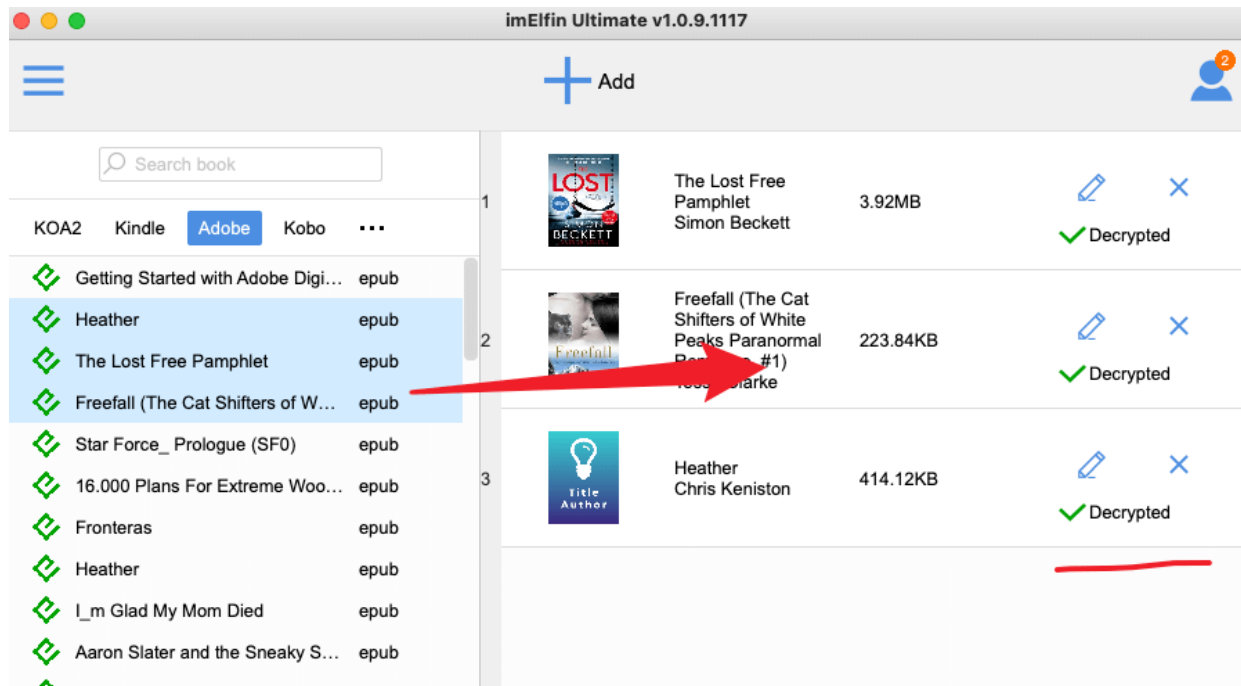 imElfin Ultimate v1.0.9.1117
Add
2
Search book
KOA2 Kindle Adobe Kobo ...
Getting Started with Adobe Digi... epub
Heather epub
The Lost Free Pamphlet epub
Freefall (The Cat Shifters of W... epub
Star Force_ Prologue (SF0) epub
16.000 Plans For Extreme Woo... epub
Fronteras epub
Heather epub
I_m Glad My Mom Died epub
Aaron Slater and the Sneaky S... epub
1
LOST
SIMON
BECKETT
The Lost Free
Pamphlet
Simon Beckett
3.92MB
Decrypted
2
Freefall
Freefall (The Cat
Shifters of White
Peaks Paranormal
#1)
223.84KB
Decrypted
3
Title
Author
Heather
Chris Keniston
414.12KB
Decrypted